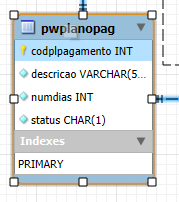 pwplanopag
codplpagamento INT
descricao VARCHAR(5...
numdias INT
status CHAR(1)
Indexes
PRIMARY